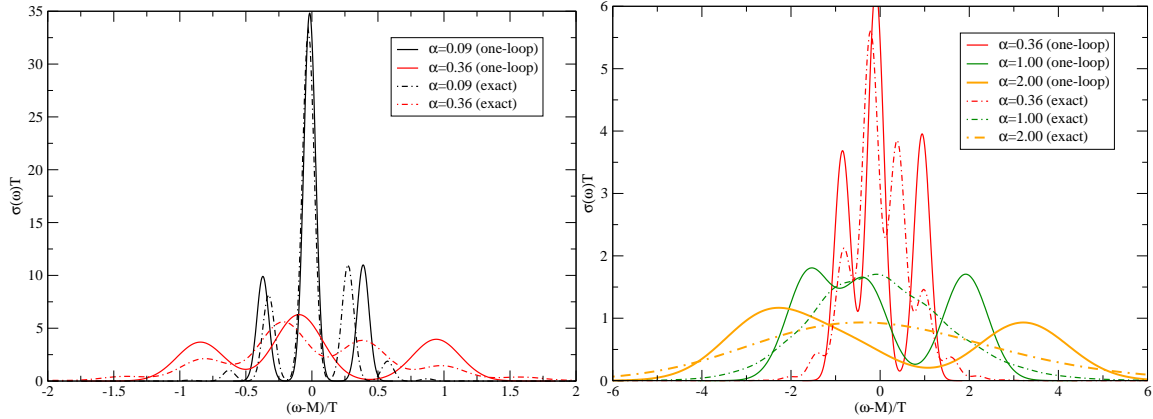 35
30
25
20
15
10
5
0
σ(ω)T
-2
-1.5
-1
-0.5
0
0.5
1
1.5
2
(ω-M)/T
α=0.09 (one-loop)
α=0.36 (one-loop)
α=0.09 (exact)
α=0.36 (exact)
6
5
4
3
2
1
0
σ(ω)T
-6
-4
-2
0
2
4
6
(ω-M)/T
α=0.36 (one-loop)
α=1.00 (one-loop)
α=2.00 (one-loop)
α=0.36 (exact)
α=1.00 (exact)
α=2.00 (exact)